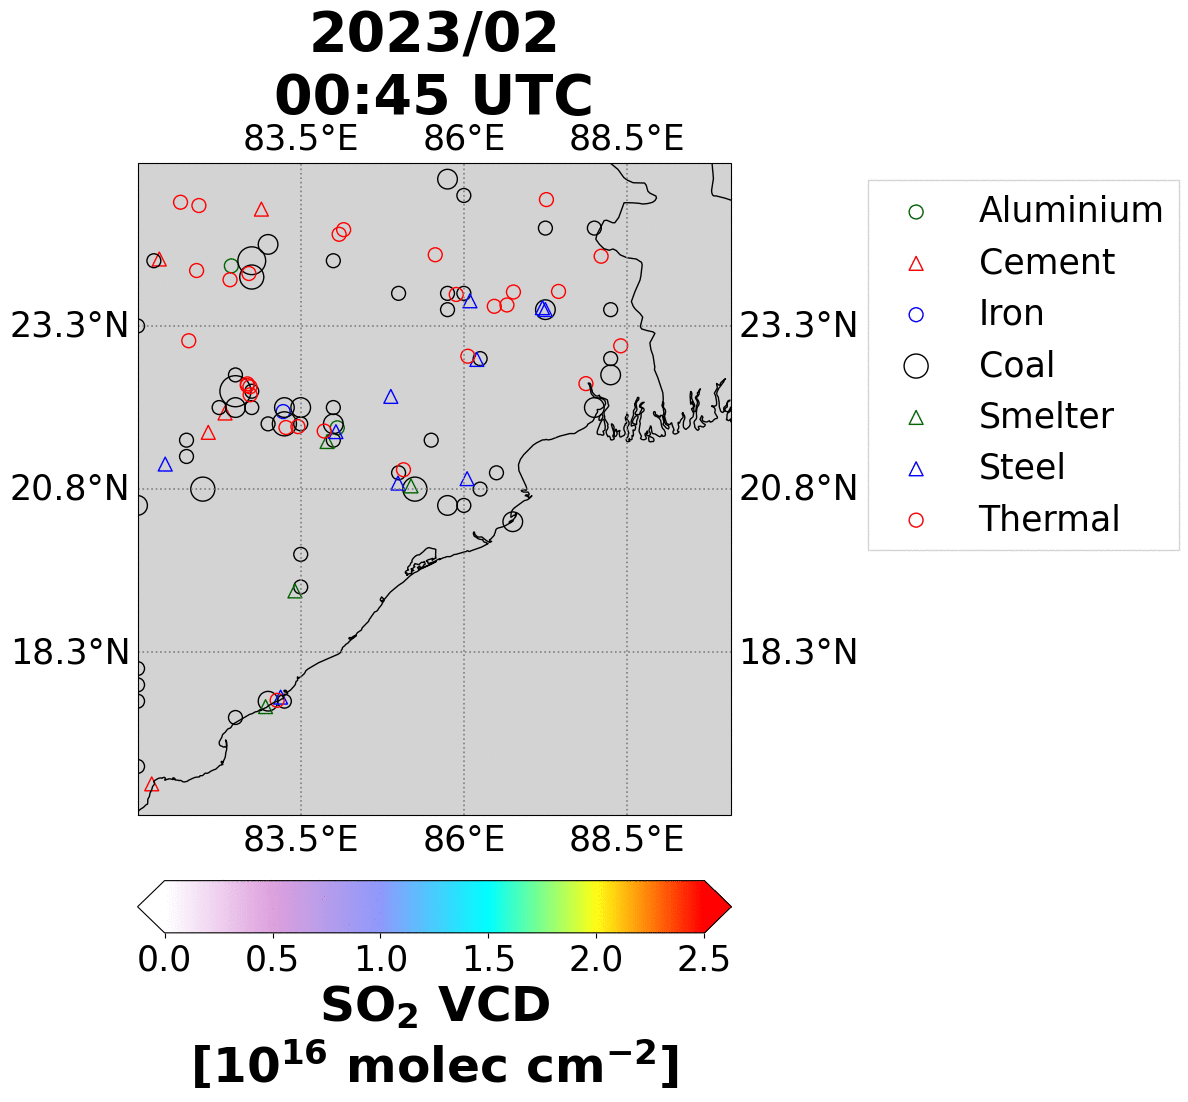 2023/02
00:45 UTC
83.5°E 86°E 88.5°E
Aluminium
Cement
Iron
Coal
Smelter
Steel
Thermal
23.3°N 23.3°N
20.8°N 20.8°N
18.3°N 18.3°N
83.5°E 86°E 88.5°E
0.0 0.5 1.0 1.5 2.0 2.5
SO₂ VCD
[10¹⁶ molec cm⁻²]